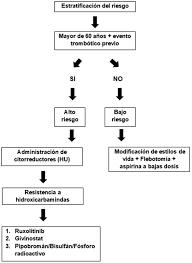 Estratificación del riesgo
Mayor de 60 años + evento
trombótico previo
SI
NO
Alto
riesgo
Bajo
riesgo
Administración de
citorreductores (HU)
Modificación de estilos de
vida + Flebotomía +
aspirina a bajas dosis
Resistencia a
hidroxicarbamindas
1. Ruxolitinib
2. Givinostat
3. Pipobromán/Bisulfán/Fósforo
radioactivo